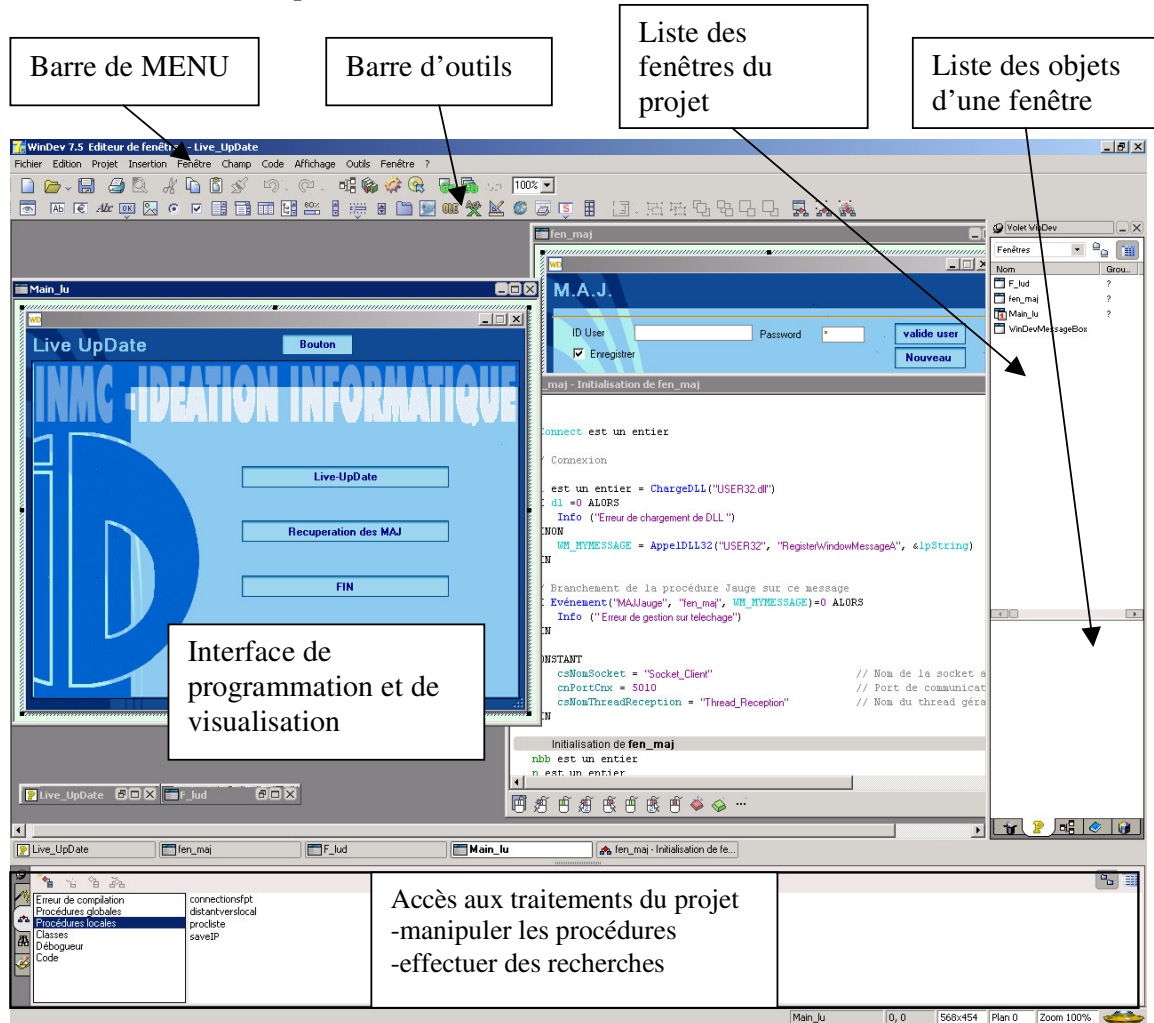 Barre de MENU
Barre d'outils
Liste des
fenêtres du
projet
Liste des objets
d'une fenêtre
WinDev 7.5 Editeur de fenêtres - Live_UpDate
Fichier Edition Projet Insertion Fenêtre Champ Code Affichage Outils Fenêtre ?
100%
fen_maj
Volet WinDev
Fenêtres
Nom Grou...
F_lud ?
fen_maj ?
Main_lu ?
WinDevMessageBox
Main_lu
M.A.J.
ID User Password * valide user
Enregistrer Nouveau
Live UpDate Bouton
INMC -IDEATION INFORMATIQUE
iD
Live-UpDate
Recuperation des MAJ
FIN
_maj - Initialisation de fen_maj
onnect est un entier
/ Connexion
est un entier = ChargeDLL("USER32.dll")
dl =0 ALORS
Info ("Erreur de chargement de DLL ")
INON
WM_MYMESSAGE = AppelDLL32("USER32", "RegisterWindowMessageA", &lpString)
IN
/ Branchement de la procédure Jauge sur ce message
Evénement("MAJJauge", "fen_maj", WM_MYMESSAGE)=0 ALORS
Info ("Erreur de gestion sur telechage")
IN
ONSTANT
csNomSocket = "Socket_Client" // Nom de la socket a
cnPortCnx = 5010 // Port de communicat
csNomThreadReception = "Thread_Reception" // Nom du thread géra
IN
Initialisation de fen_maj
nbb est un entier
n est un entier
Interface de
programmation et de
visualisation
Live_UpDate F_lud
Live_UpDate fen_maj F_lud Main_lu fen_maj - Initialisation de fe...
Erreur de compilation
Procédures globales
Procédures locales
Classes
Débogueur
Code
connectionsfpt
distantverslocal
procliste
saveIP
Accès aux traitements du projet
-manipuler les procédures
-effectuer des recherches
Main_lu 0, 0 568x454 Plan 0 Zoom 100%